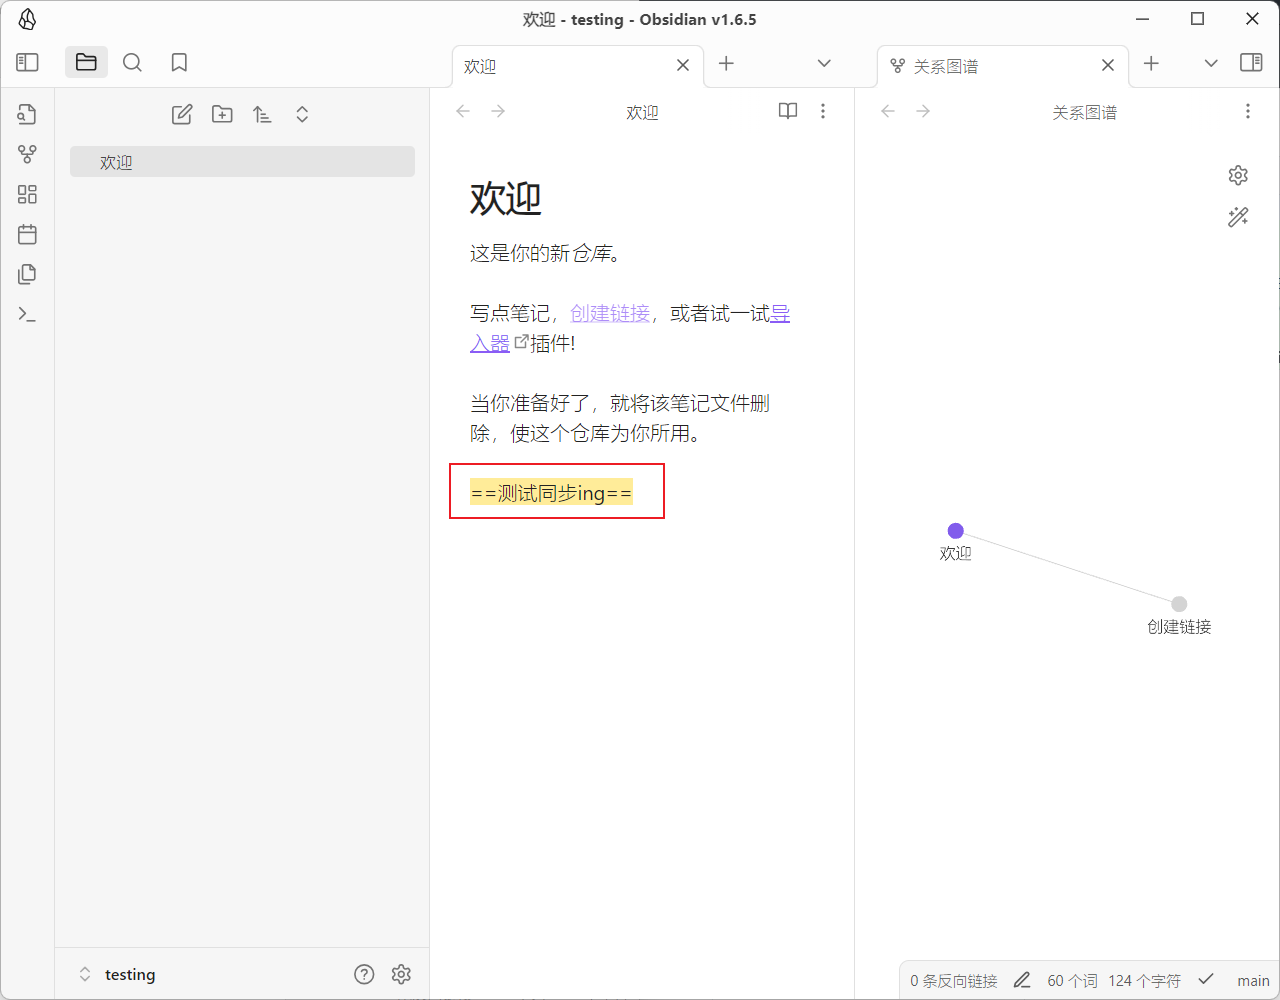 欢迎 - testing - Obsidian v1.6.5
欢迎
关系图谱
欢迎
关系图谱
欢迎
欢迎
这是你的新仓库。
写点笔记，创建链接，或者试一试导
入器插件!
当你准备好了，就将该笔记文件删
除，使这个仓库为你所用。
==测试同步ing==
欢迎
创建链接
testing
0 条反向链接 60 个词 124 个字符 main